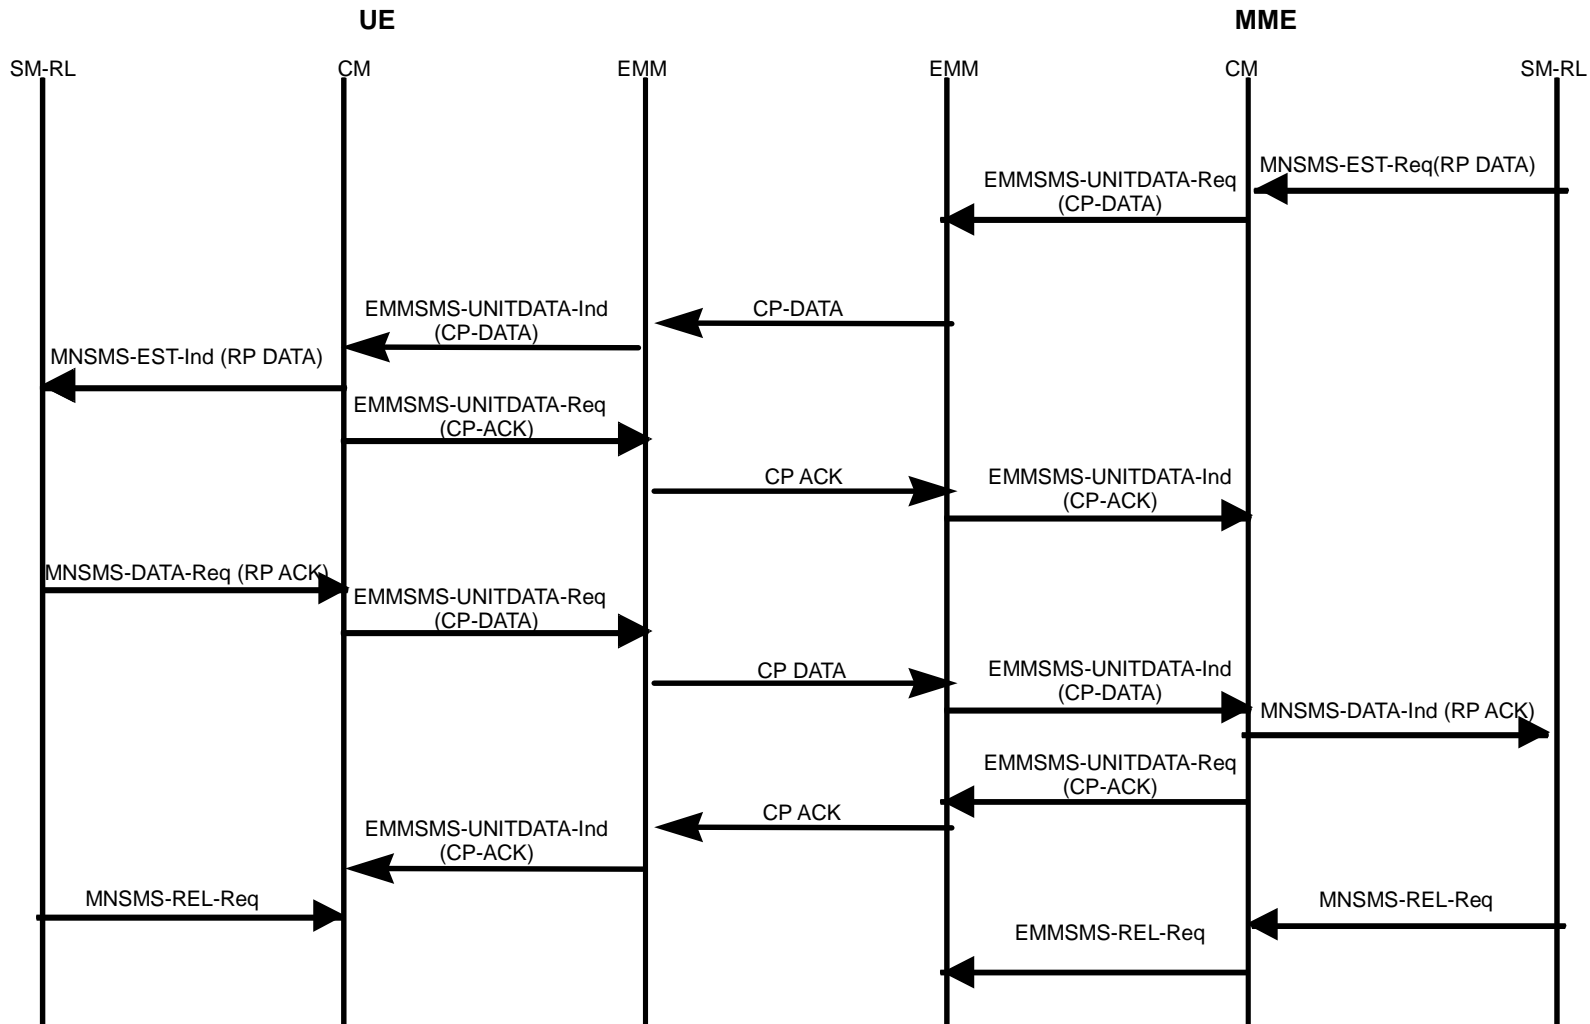 UE
MME
SM-RL
CM
EMM
EMM
CM
SM-RL
MNSMS-EST-Req(RP DATA)
EMMSMS-UNITDATA-Req
(CP-DATA)
CP-DATA
EMMSMS-UNITDATA-Ind
(CP-DATA)
MNSMS-EST-Ind (RP DATA)
EMMSMS-UNITDATA-Req
(CP-ACK)
CP ACK
EMMSMS-UNITDATA-Ind
(CP-ACK)
MNSMS-DATA-Req (RP ACK)
EMMSMS-UNITDATA-Req
(CP-DATA)
CP DATA
EMMSMS-UNITDATA-Ind
(CP-DATA)
MNSMS-DATA-Ind (RP ACK)
EMMSMS-UNITDATA-Req
(CP-ACK)
CP ACK
EMMSMS-UNITDATA-Ind
(CP-ACK)
MNSMS-REL-Req
MNSMS-REL-Req
EMMSMS-REL-Req